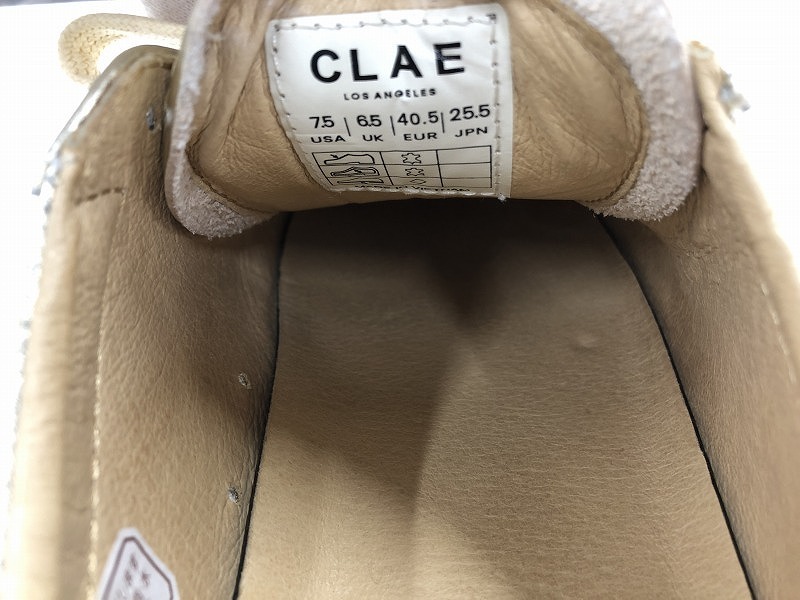 CLAE
LOS ANGELES
7.5 | 6.5 | 40.5 | 25.5
USA UK EUR JPN